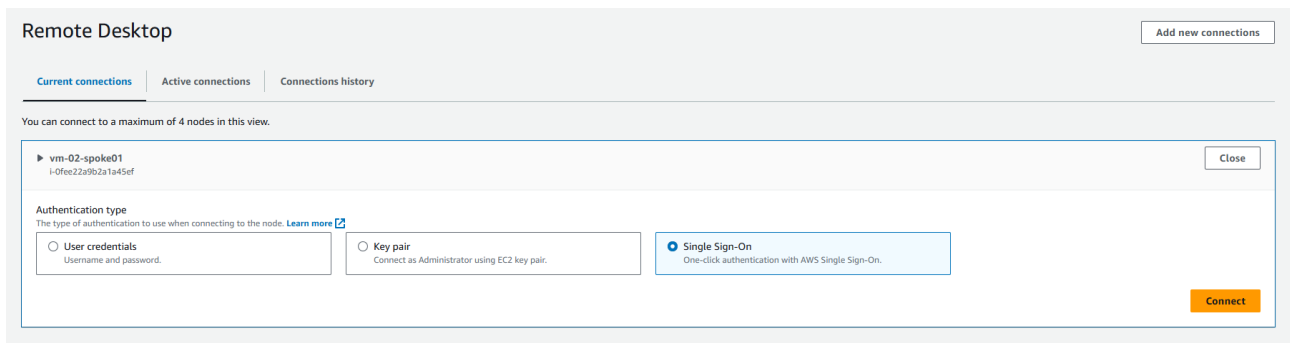 Remote Desktop
Add new connections
Current connections
Active connections
Connections history
You can connect to a maximum of 4 nodes in this view.
vm-02-spoke01
i-0fee22a9b2a1a45ef
Close
Authentication type
The type of authentication to use when connecting to the node. Learn more
User credentials
Username and password.
Key pair
Connect as Administrator using EC2 key pair.
Single Sign-On
One-click authentication with AWS Single Sign-On.
Connect